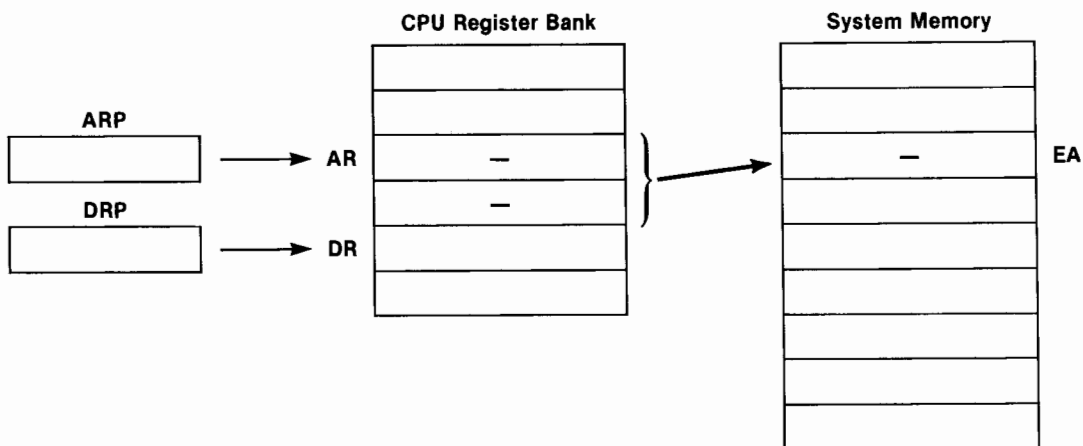 CPU Register Bank
System Memory
ARP
AR
—
—
EA
—
DRP
DR